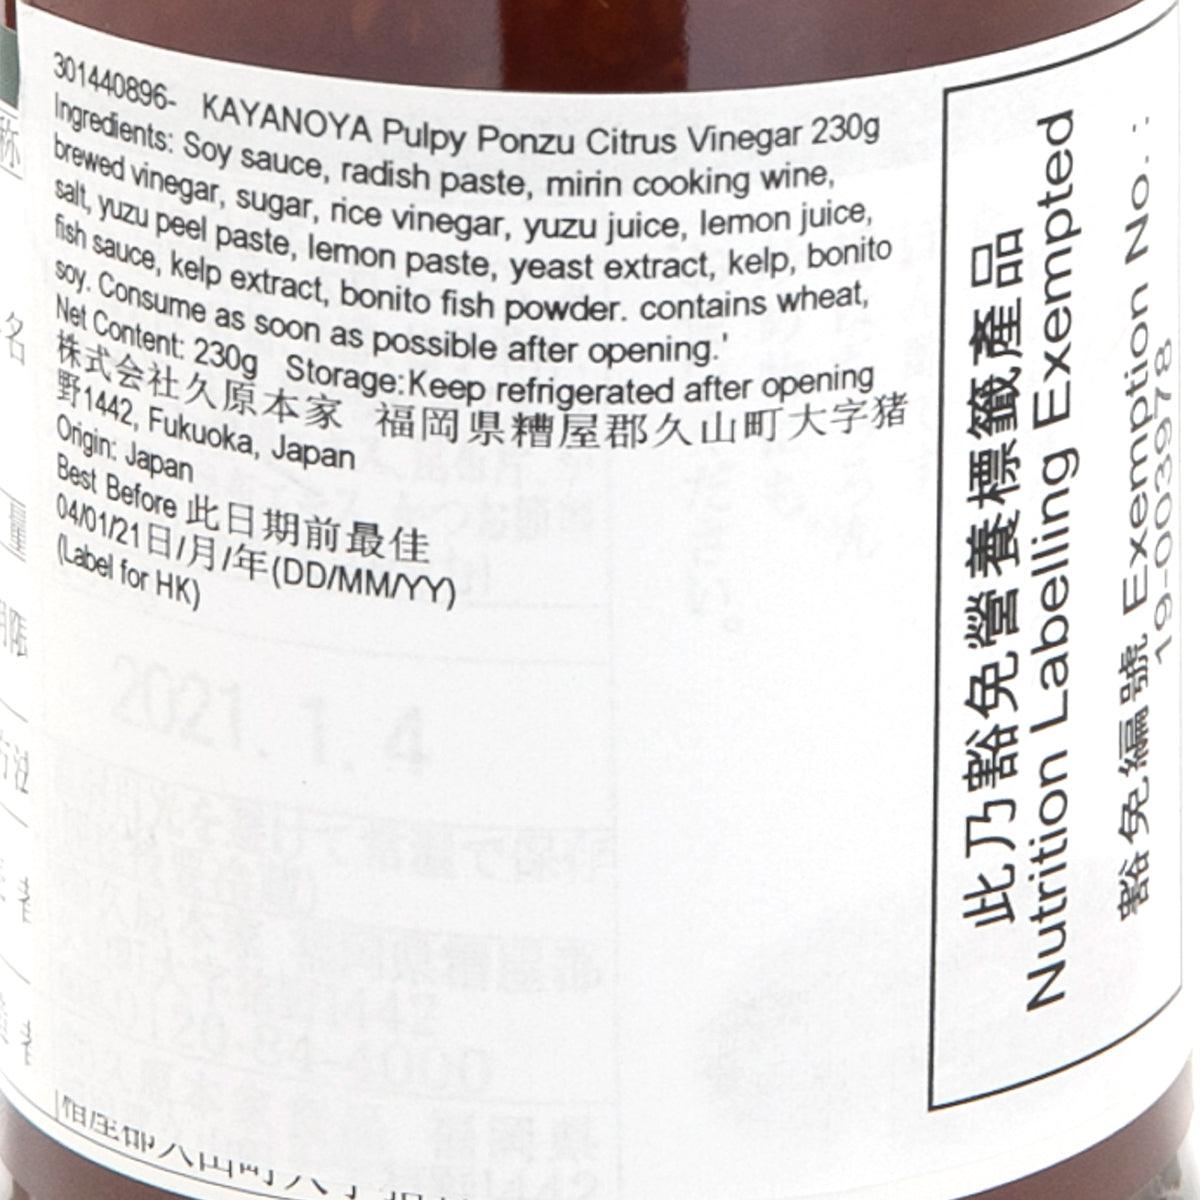 301440896- KAYANOYA Pulpy Ponzu Citrus Vinegar 230g
Ingredients: Soy sauce, radish paste, mirin cooking wine,
brewed vinegar, sugar, rice vinegar, yuzu juice, lemon juice,
salt, yuzu peel paste, lemon paste, yeast extract, kelp, bonito
fish sauce, kelp extract, bonito fish powder. contains wheat,
soy. Consume as soon as possible after opening.'
Net Content: 230g Storage:Keep refrigerated after opening
株式会社久原本家 福岡県糟屋郡久山町大字猪
野1442, Fukuoka, Japan
Origin: Japan
Best Before 此日期前最佳
04/01/21日/月/年(DD/MM/YY)
(Label for HK)
2021. 1. 4
此乃豁免營養標籤產品
Nutrition Labelling Exempted
豁免編號 Exemption No. :
19-003978
称
名
量